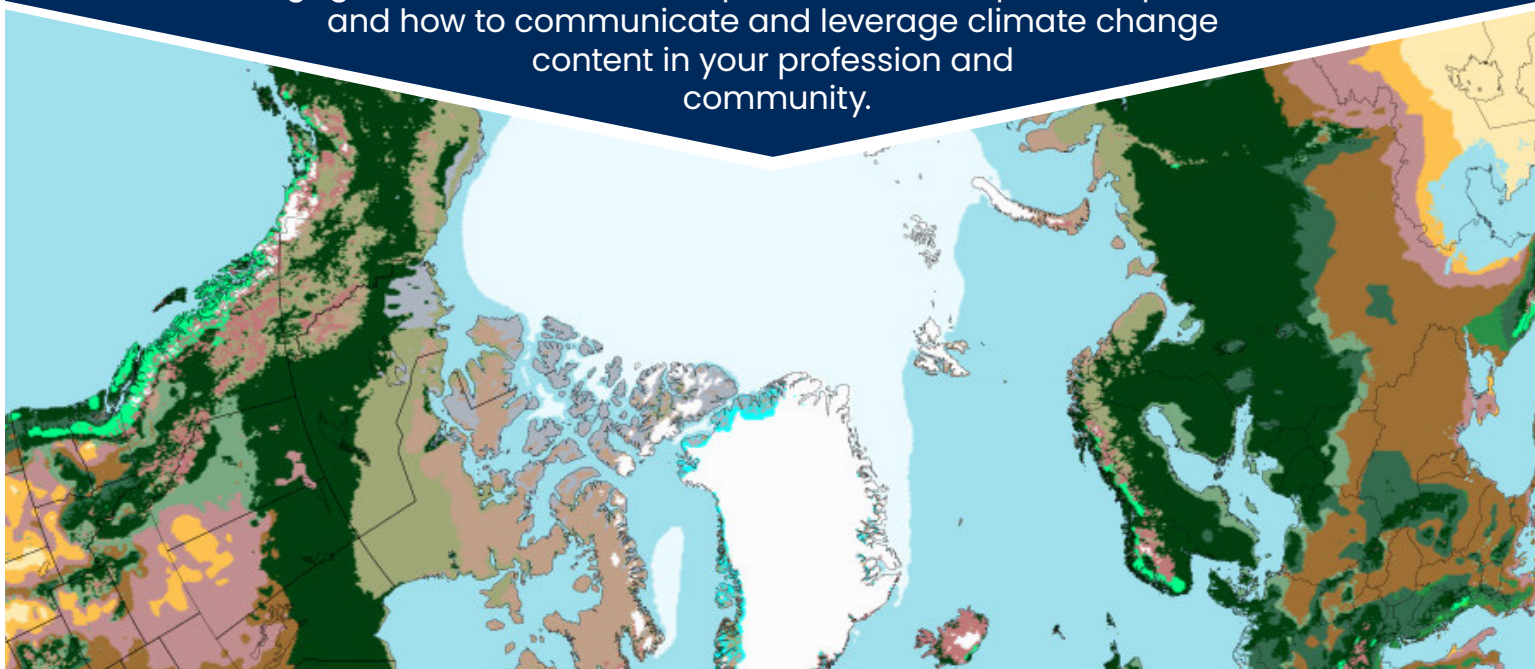 and how to communicate and leverage climate change
content in your profession and
community.